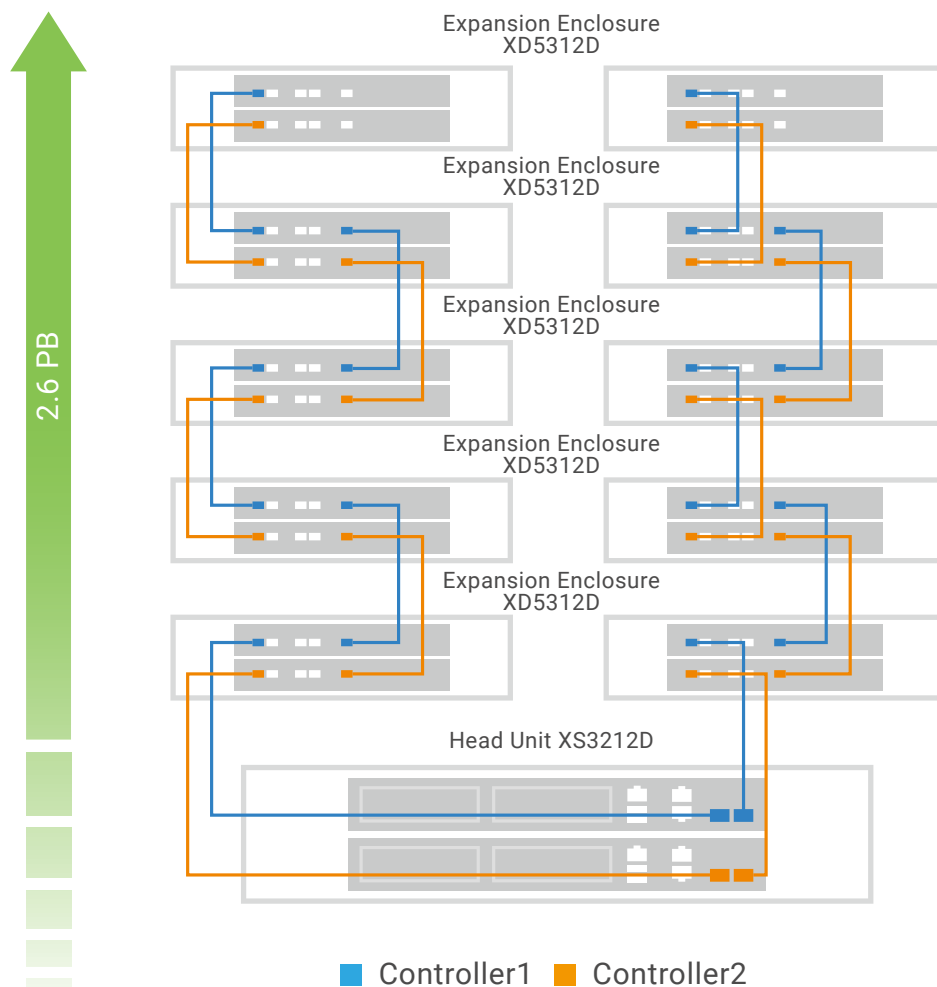 Expansion Enclosure
XD5312D
Expansion Enclosure
XD5312D
Expansion Enclosure
XD5312D
2.6 PB
Expansion Enclosure
XD5312D
Expansion Enclosure
XD5312D
Head Unit XS3212D
Controller1
Controller2